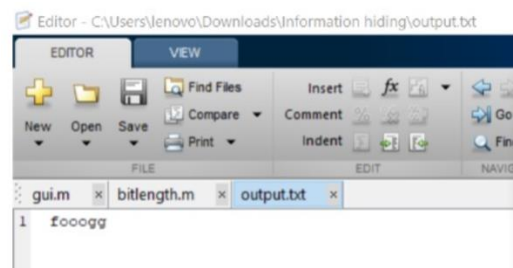 Editor - C:\Users\lenovo\Downloads\Information hiding\output.txt
EDITOR VIEW
Find Files Insert fx
New Open Save Compare Comment Go
Print Indent
FILE EDIT
gui.m × bitlength.m × output.txt ×
1 fooogg